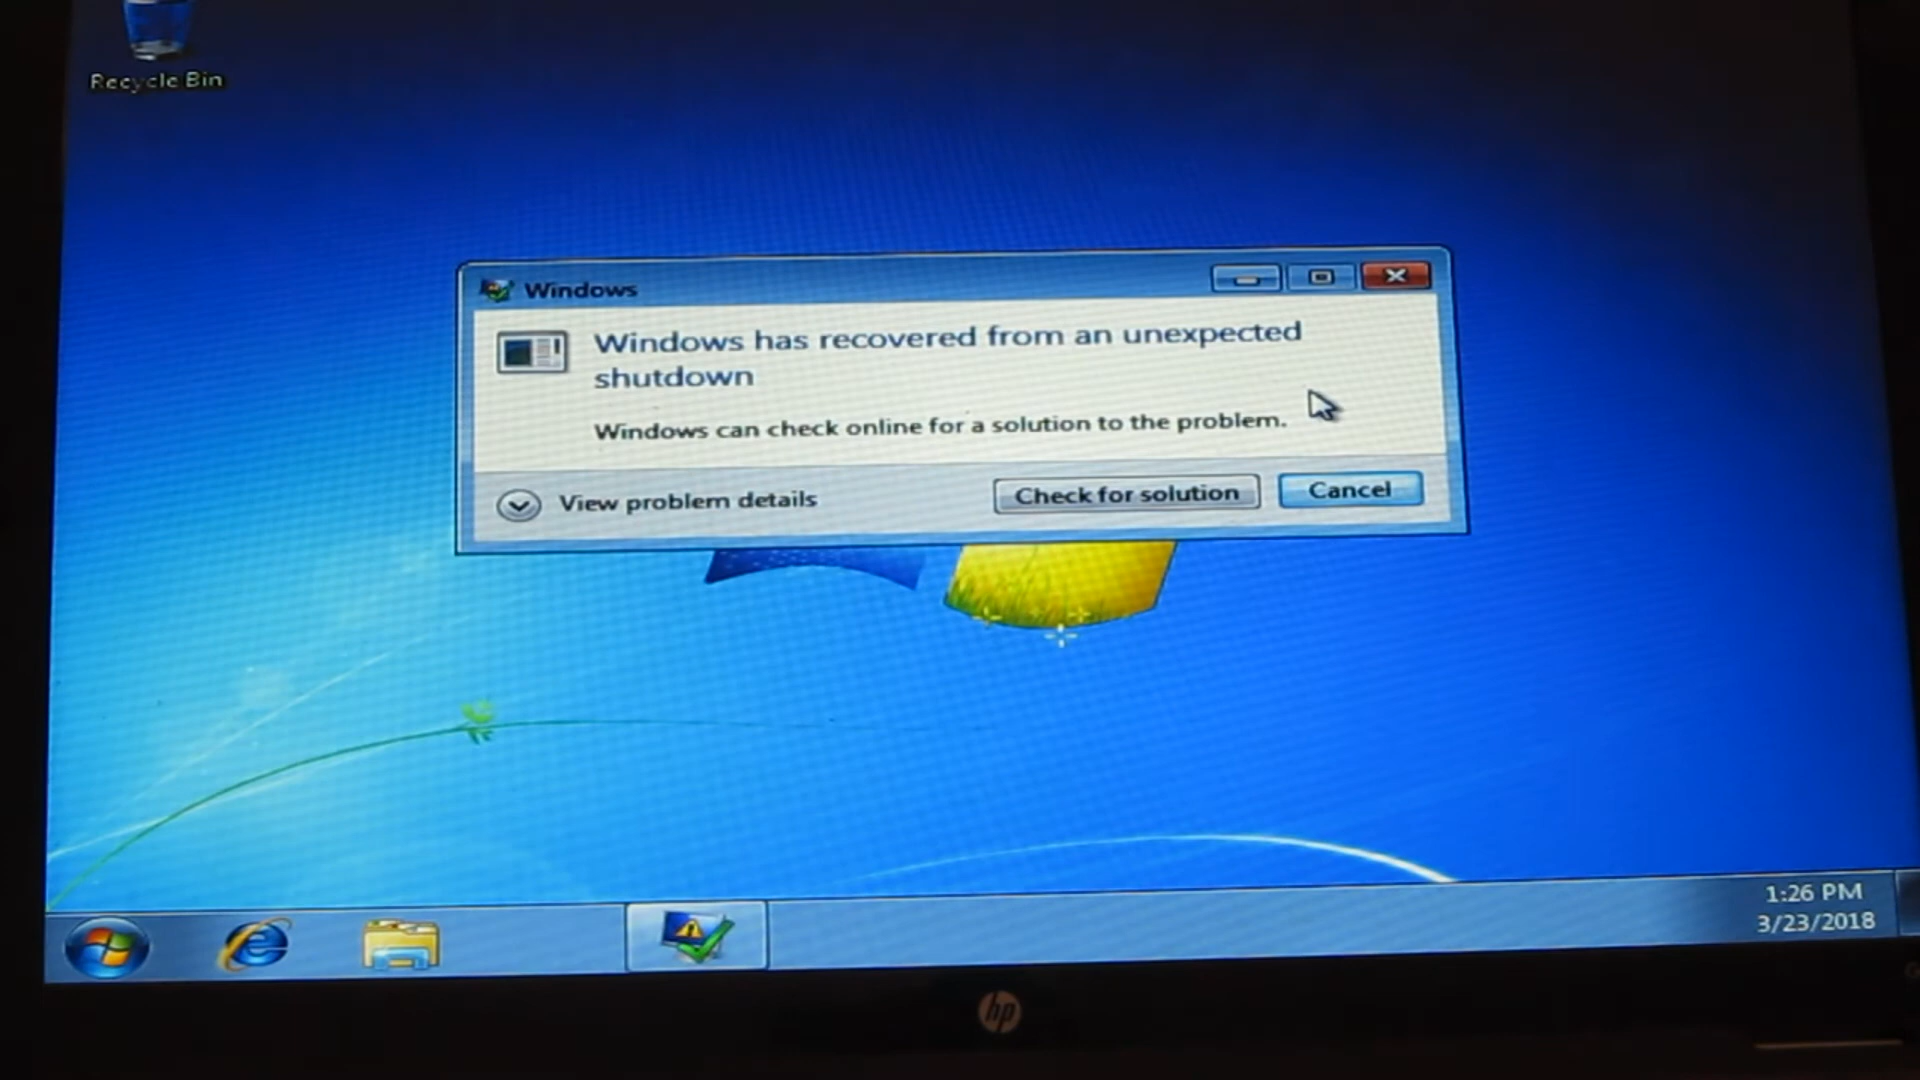 Recycle Bin
Windows
Windows has recovered from an unexpected
shutdown
Windows can check online for a solution to the problem.
View problem details
Check for solution
Cancel
1:26 PM
3/23/2018
hp